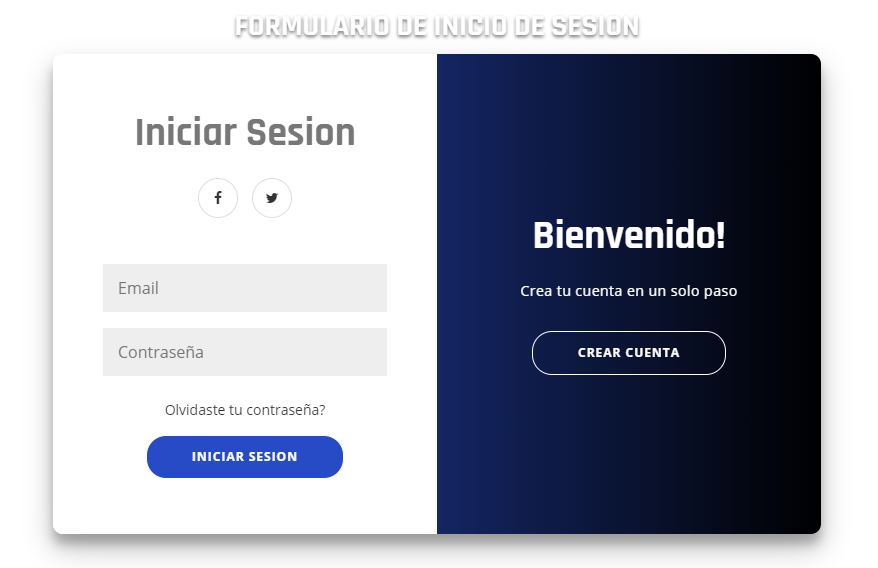 FORMULARIO DE INICIO DE SESION
Iniciar Sesion
Email
Contraseña
Olvidaste tu contraseña?
INICIAR SESION
Bienvenido!
Crea tu cuenta en un solo paso
CREAR CUENTA